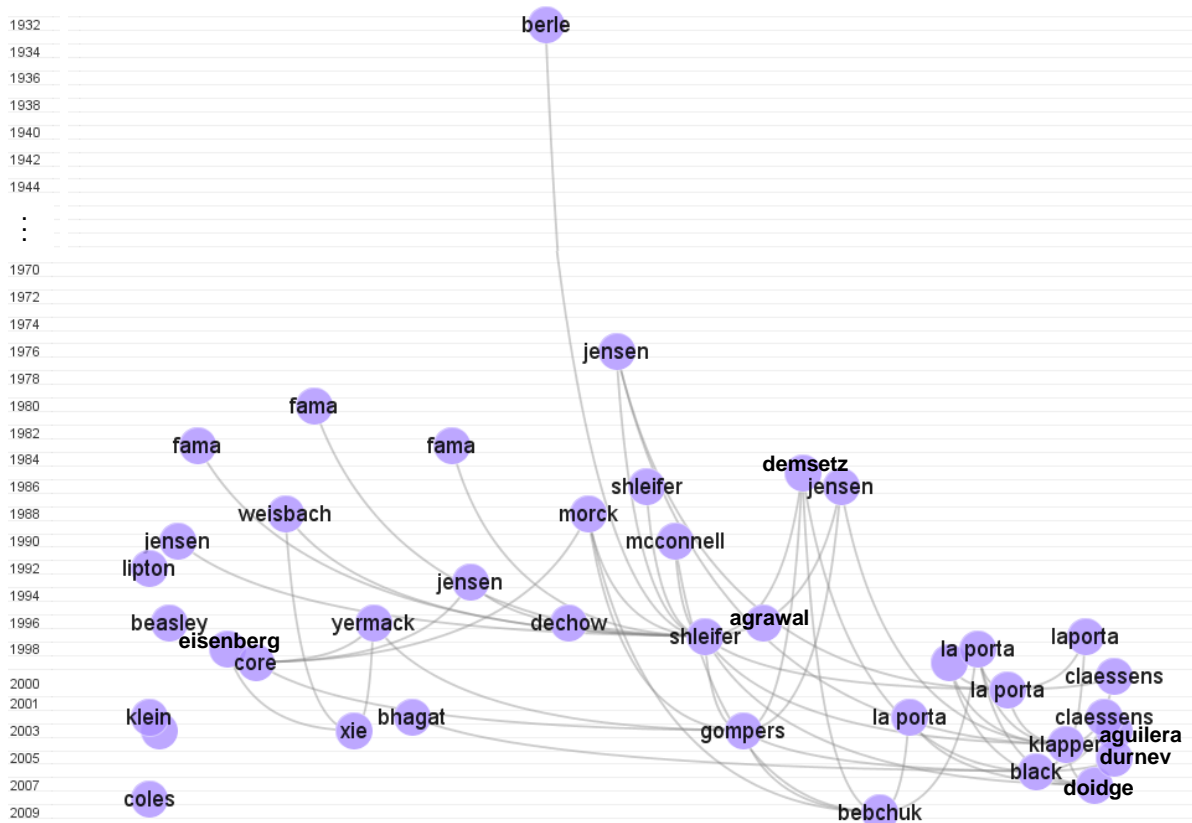 1932
berle
1934
1936
1938
1940
1942
1944
⋮
1970
1972
1974
1976
jensen
1978
1980
fama
1982
fama
fama
1984
demsetz
1986
shleifer
jensen
1988
weisbach
morck
1990
jensen
mcconnell
1992
lipton
jensen
1994
1996
beasley
yermack
dechow
agrawal
shleifer
laporta
1998
eisenberg
core
la porta
2000
claessens
la porta
2001
klein
bhagat
la porta
claessens
2003
xie
gompers
klapper
aguilera
2005
black
durnev
2007
coles
doidge
2009
bebchuk